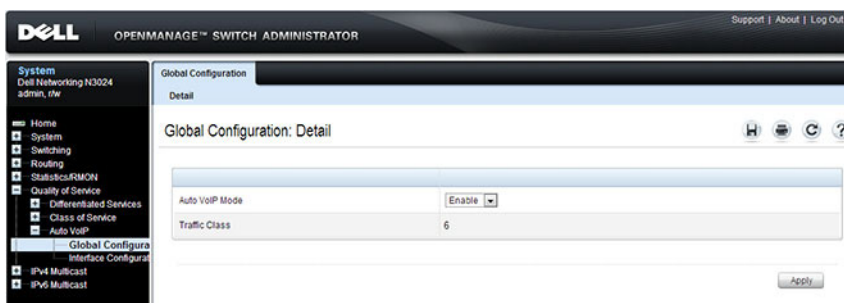 Support | About | Log Out
DELL OPENMANAGE™ SWITCH ADMINISTRATOR
System
Dell Networking N3024
admin, r/w
Home
System
Switching
Routing
Statistics/RMON
Quality of Service
Differentiated Services
Class of Service
Auto VoIP
Global Configura
Interface Configurat
IPv4 Multicast
IPv6 Multicast
Global Configuration
Detail
Global Configuration: Detail
Auto VoIP Mode Enable
Traffic Class 6
Apply